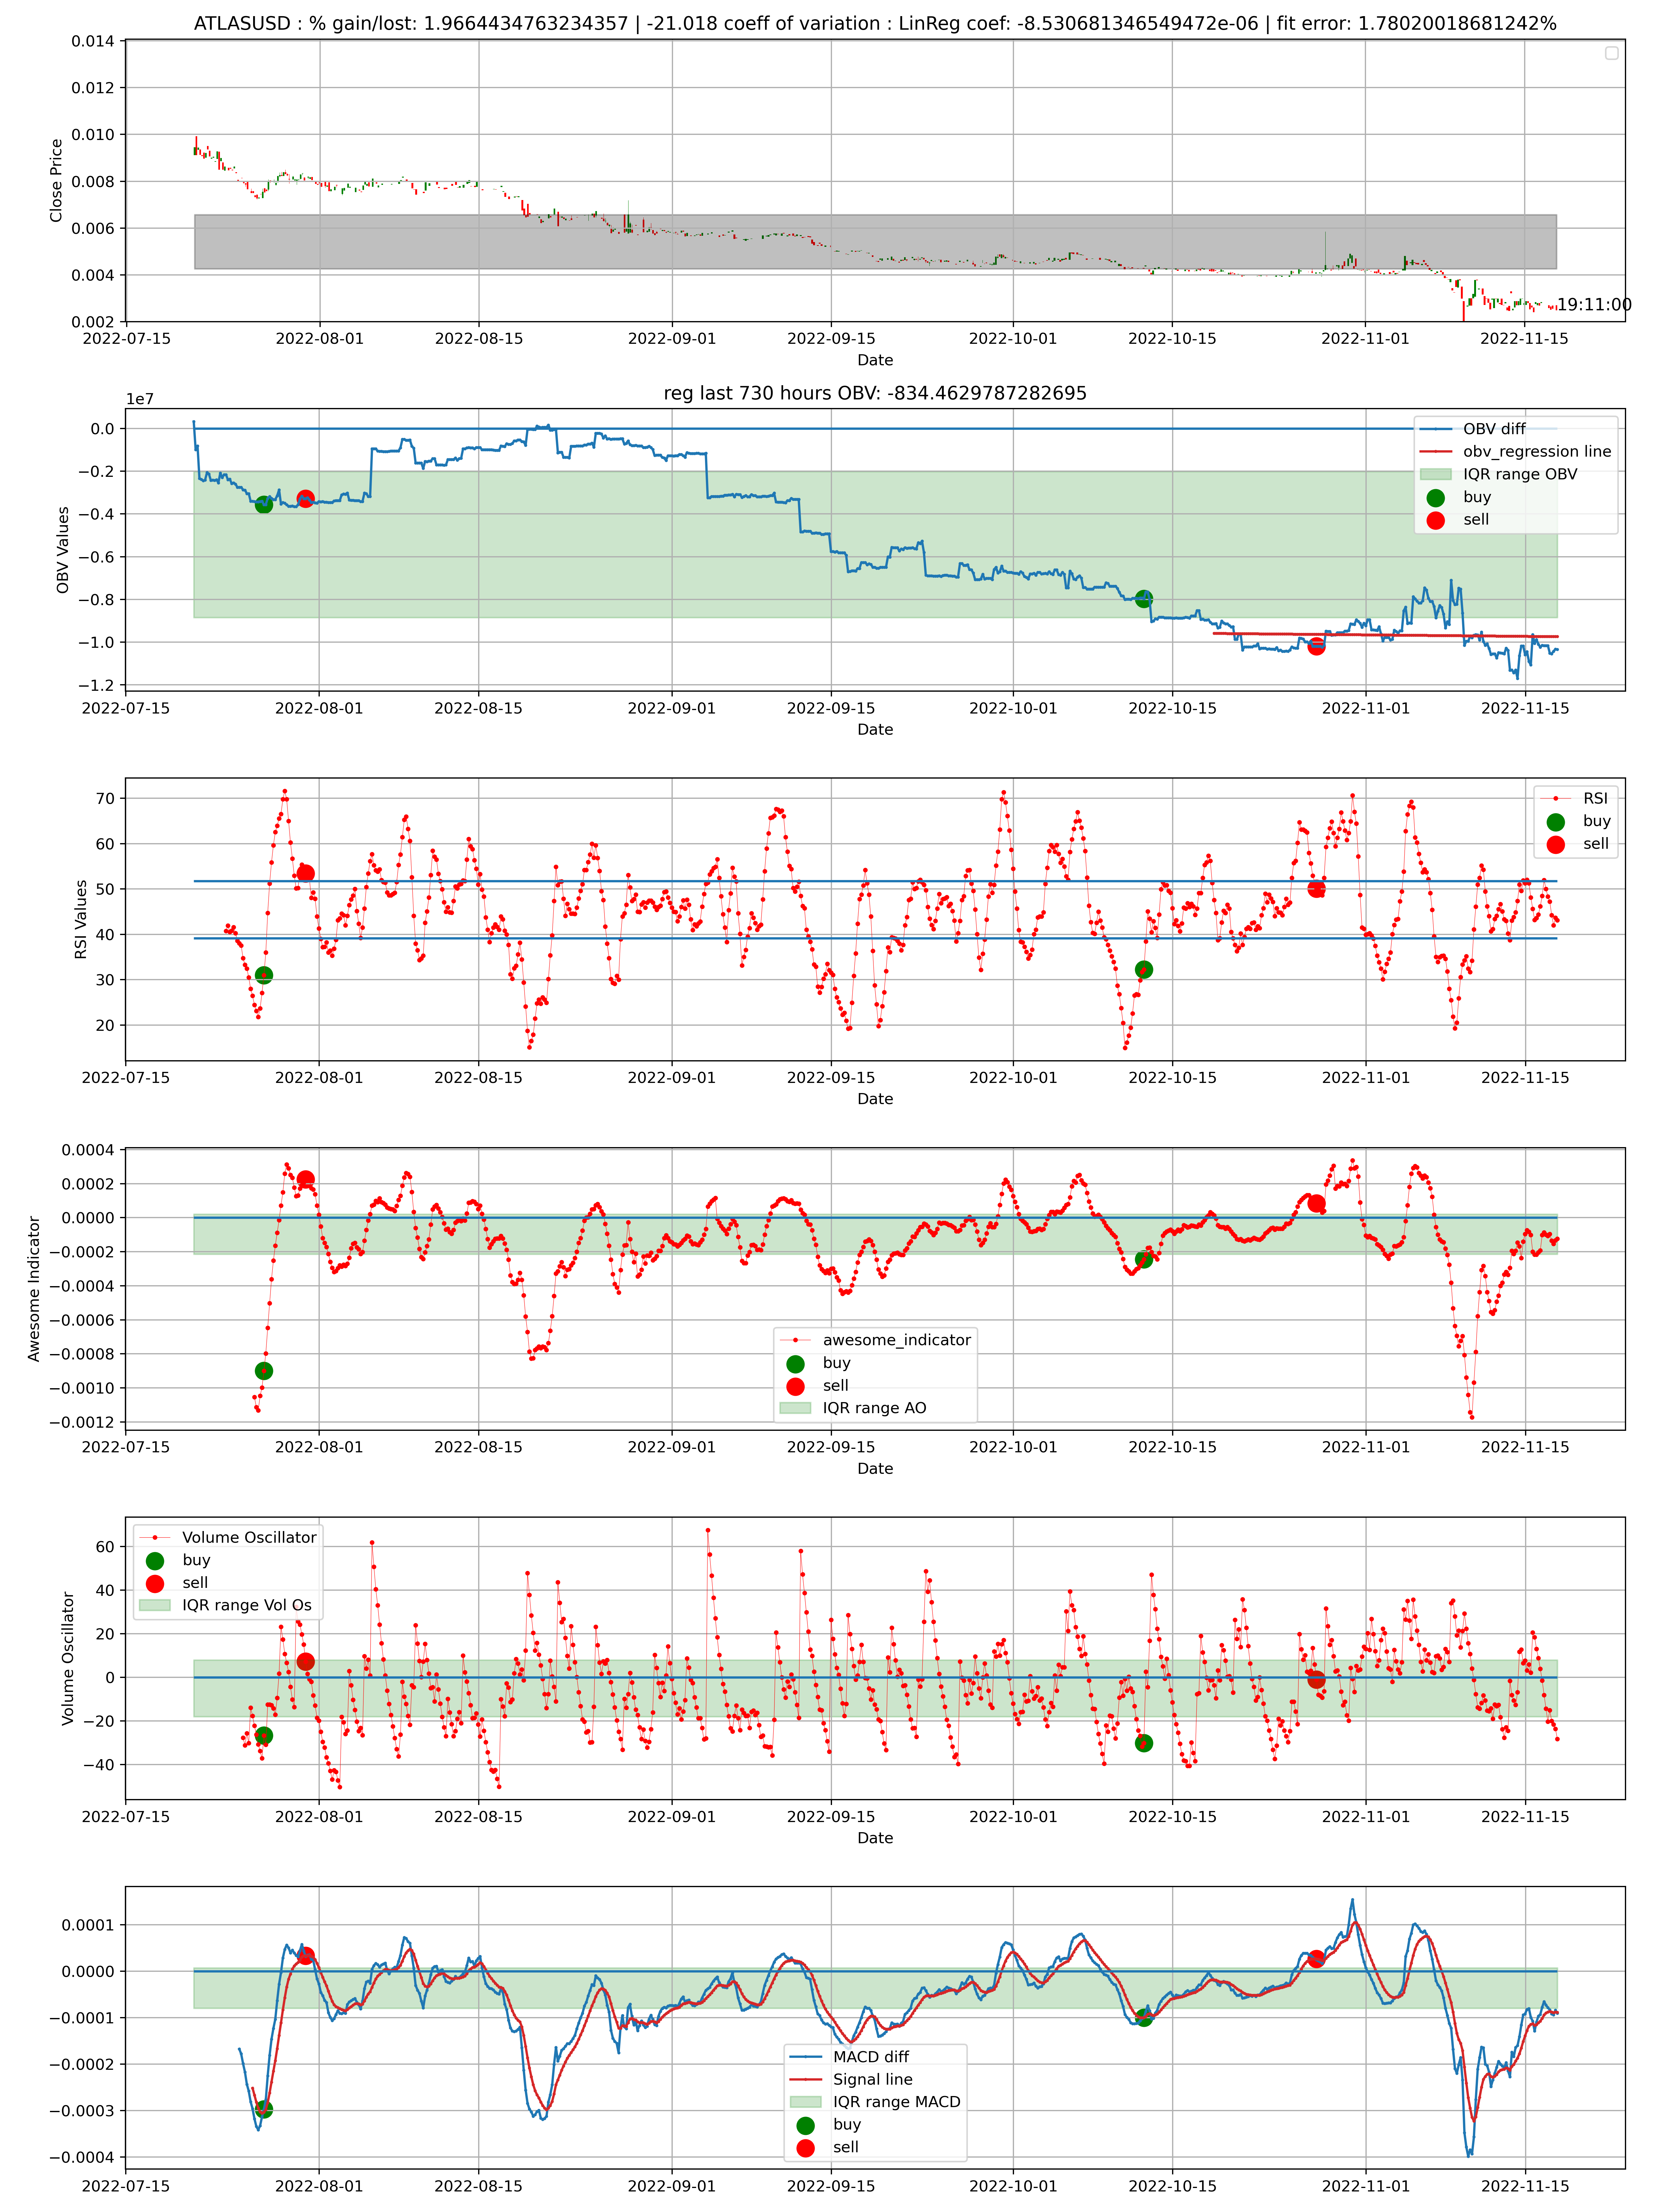 ATLASUSD : % gain/lost: 1.9664434763234357 | -21.018 coeff of variation : LinReg coef: -8.530681346549472e-06 | fit error: 1.78020018681242%
0.014
0.012
0.010
0.008
0.006
0.004
0.002
Close Price
19:11:00
2022-07-15 2022-08-01 2022-08-15 2022-09-01 2022-09-15 2022-10-01 2022-10-15 2022-11-01 2022-11-15
Date
reg last 730 hours OBV: -834.4629787282695
1e7
0.0
−0.2
−0.4
−0.6
−0.8
−1.0
−1.2
OBV Values
OBV diff
obv_regression line
IQR range OBV
buy
sell
2022-07-15 2022-08-01 2022-08-15 2022-09-01 2022-09-15 2022-10-01 2022-10-15 2022-11-01 2022-11-15
Date
70
60
50
40
30
20
RSI Values
RSI
buy
sell
2022-07-15 2022-08-01 2022-08-15 2022-09-01 2022-09-15 2022-10-01 2022-10-15 2022-11-01 2022-11-15
Date
0.0004
0.0002
0.0000
−0.0002
−0.0004
−0.0006
−0.0008
−0.0010
−0.0012
Awesome Indicator
awesome_indicator
buy
sell
IQR range AO
2022-07-15 2022-08-01 2022-08-15 2022-09-01 2022-09-15 2022-10-01 2022-10-15 2022-11-01 2022-11-15
Date
60
40
20
0
−20
−40
Volume Oscillator
Volume Oscillator
buy
sell
IQR range Vol Os
2022-07-15 2022-08-01 2022-08-15 2022-09-01 2022-09-15 2022-10-01 2022-10-15 2022-11-01 2022-11-15
Date
0.0001
0.0000
−0.0001
−0.0002
−0.0003
−0.0004
MACD diff
Signal line
IQR range MACD
buy
sell
2022-07-15 2022-08-01 2022-08-15 2022-09-01 2022-09-15 2022-10-01 2022-10-15 2022-11-01 2022-11-15